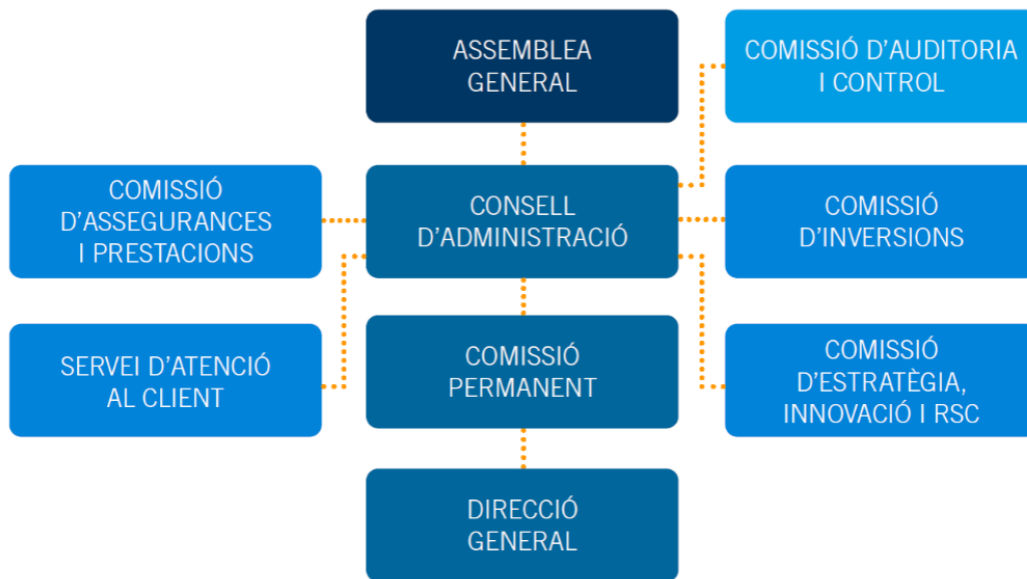 ASSEMBLEA
GENERAL
COMISSIÓ D'AUDITORIA
I CONTROL
COMISSIÓ
D'ASSEGURANCES
I PRESTACIONS
CONSELL
D'ADMINISTRACIÓ
COMISSIÓ
D'INVERSIONS
SERVEI D'ATENCIÓ
AL CLIENT
COMISSIÓ
PERMANENT
COMISSIÓ
D'ESTRATÈGIA,
INNOVACIÓ I RSC
DIRECCIÓ
GENERAL